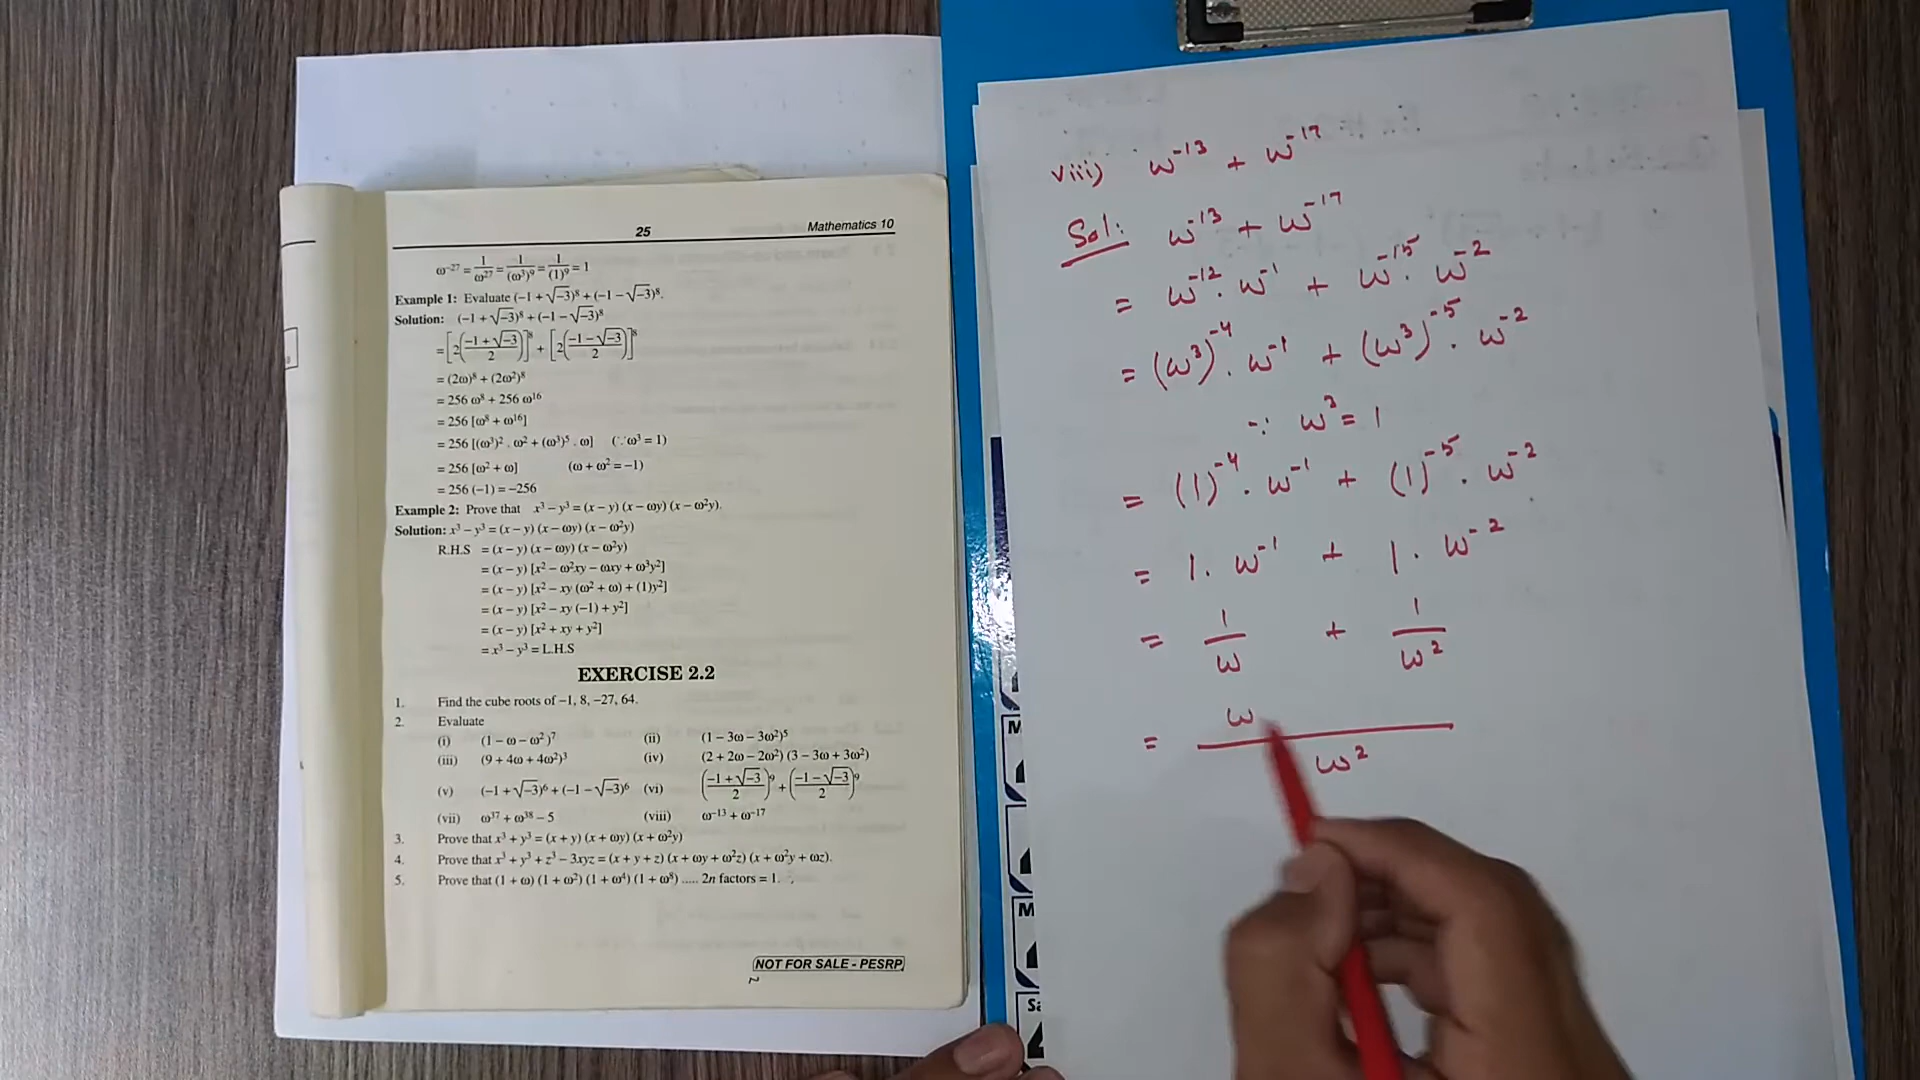 25 Mathematics 10
ω⁻²⁷ = 1/ω²⁷ = 1/(ω³)⁹ = 1/(1)⁹ = 1
Example 1: Evaluate (−1 + √−3)⁸ + (−1 − √−3)⁸.
Solution: (−1 + √−3)⁸ + (−1 − √−3)⁸
= [2((−1 + √−3)/2)]⁸ + [2((−1 − √−3)/2)]⁸
= (2ω)⁸ + (2ω²)⁸
= 256 ω⁸ + 256 ω¹⁶
= 256 [ω⁸ + ω¹⁶]
= 256 [(ω³)² . ω² + (ω³)⁵ . ω] (∵ω³ = 1)
= 256 [ω² + ω] (ω + ω² = −1)
= 256 (−1) = −256
Example 2: Prove that x³ − y³ = (x − y) (x − ωy) (x − ω²y).
Solution: x³ − y³ = (x − y) (x − ωy) (x − ω²y)
R.H.S = (x − y) (x − ωy) (x − ω²y)
= (x − y) [x² − ω²xy − ωxy + ω³y²]
= (x − y) [x² − xy (ω² + ω) + (1)y²]
= (x − y) [x² − xy (−1) + y²]
= (x − y) [x² + xy + y²]
= x³ − y³ = L.H.S
EXERCISE 2.2
1. Find the cube roots of −1, 8, −27, 64.
2. Evaluate
(i) (1 − ω − ω²)⁷ (ii) (1 − 3ω − 3ω²)⁵
(iii) (9 + 4ω + 4ω²)³ (iv) (2 + 2ω − 2ω²) (3 − 3ω + 3ω²)
(v) (−1 + √−3)⁶ + (−1 − √−3)⁶ (vi) ((−1 + √−3)/2)⁹ + ((−1 − √−3)/2)⁹
(vii) ω³⁷ + ω³⁸ − 5 (viii) ω⁻¹³ + ω⁻¹⁷
3. Prove that x³ + y³ = (x + y) (x + ωy) (x + ω²y)
4. Prove that x³ + y³ + z³ − 3xyz = (x + y + z) (x + ωy + ω²z) (x + ω²y + ωz).
5. Prove that (1 + ω) (1 + ω²) (1 + ω⁴) (1 + ω⁸) ..... 2n factors = 1.
NOT FOR SALE - PESRP
viii) ω⁻¹³ + ω⁻¹⁷
Sol: ω⁻¹³ + ω⁻¹⁷
= ω⁻¹² . ω⁻¹ + ω⁻¹⁵ . ω⁻²
= (ω³)⁻⁴ . ω⁻¹ + (ω³)⁻⁵ . ω⁻²
∵ ω³ = 1
= (1)⁻⁴ . ω⁻¹ + (1)⁻⁵ . ω⁻²
= 1 . ω⁻¹ + 1 . ω⁻²
= 1/ω + 1/ω²
= ω/ω²